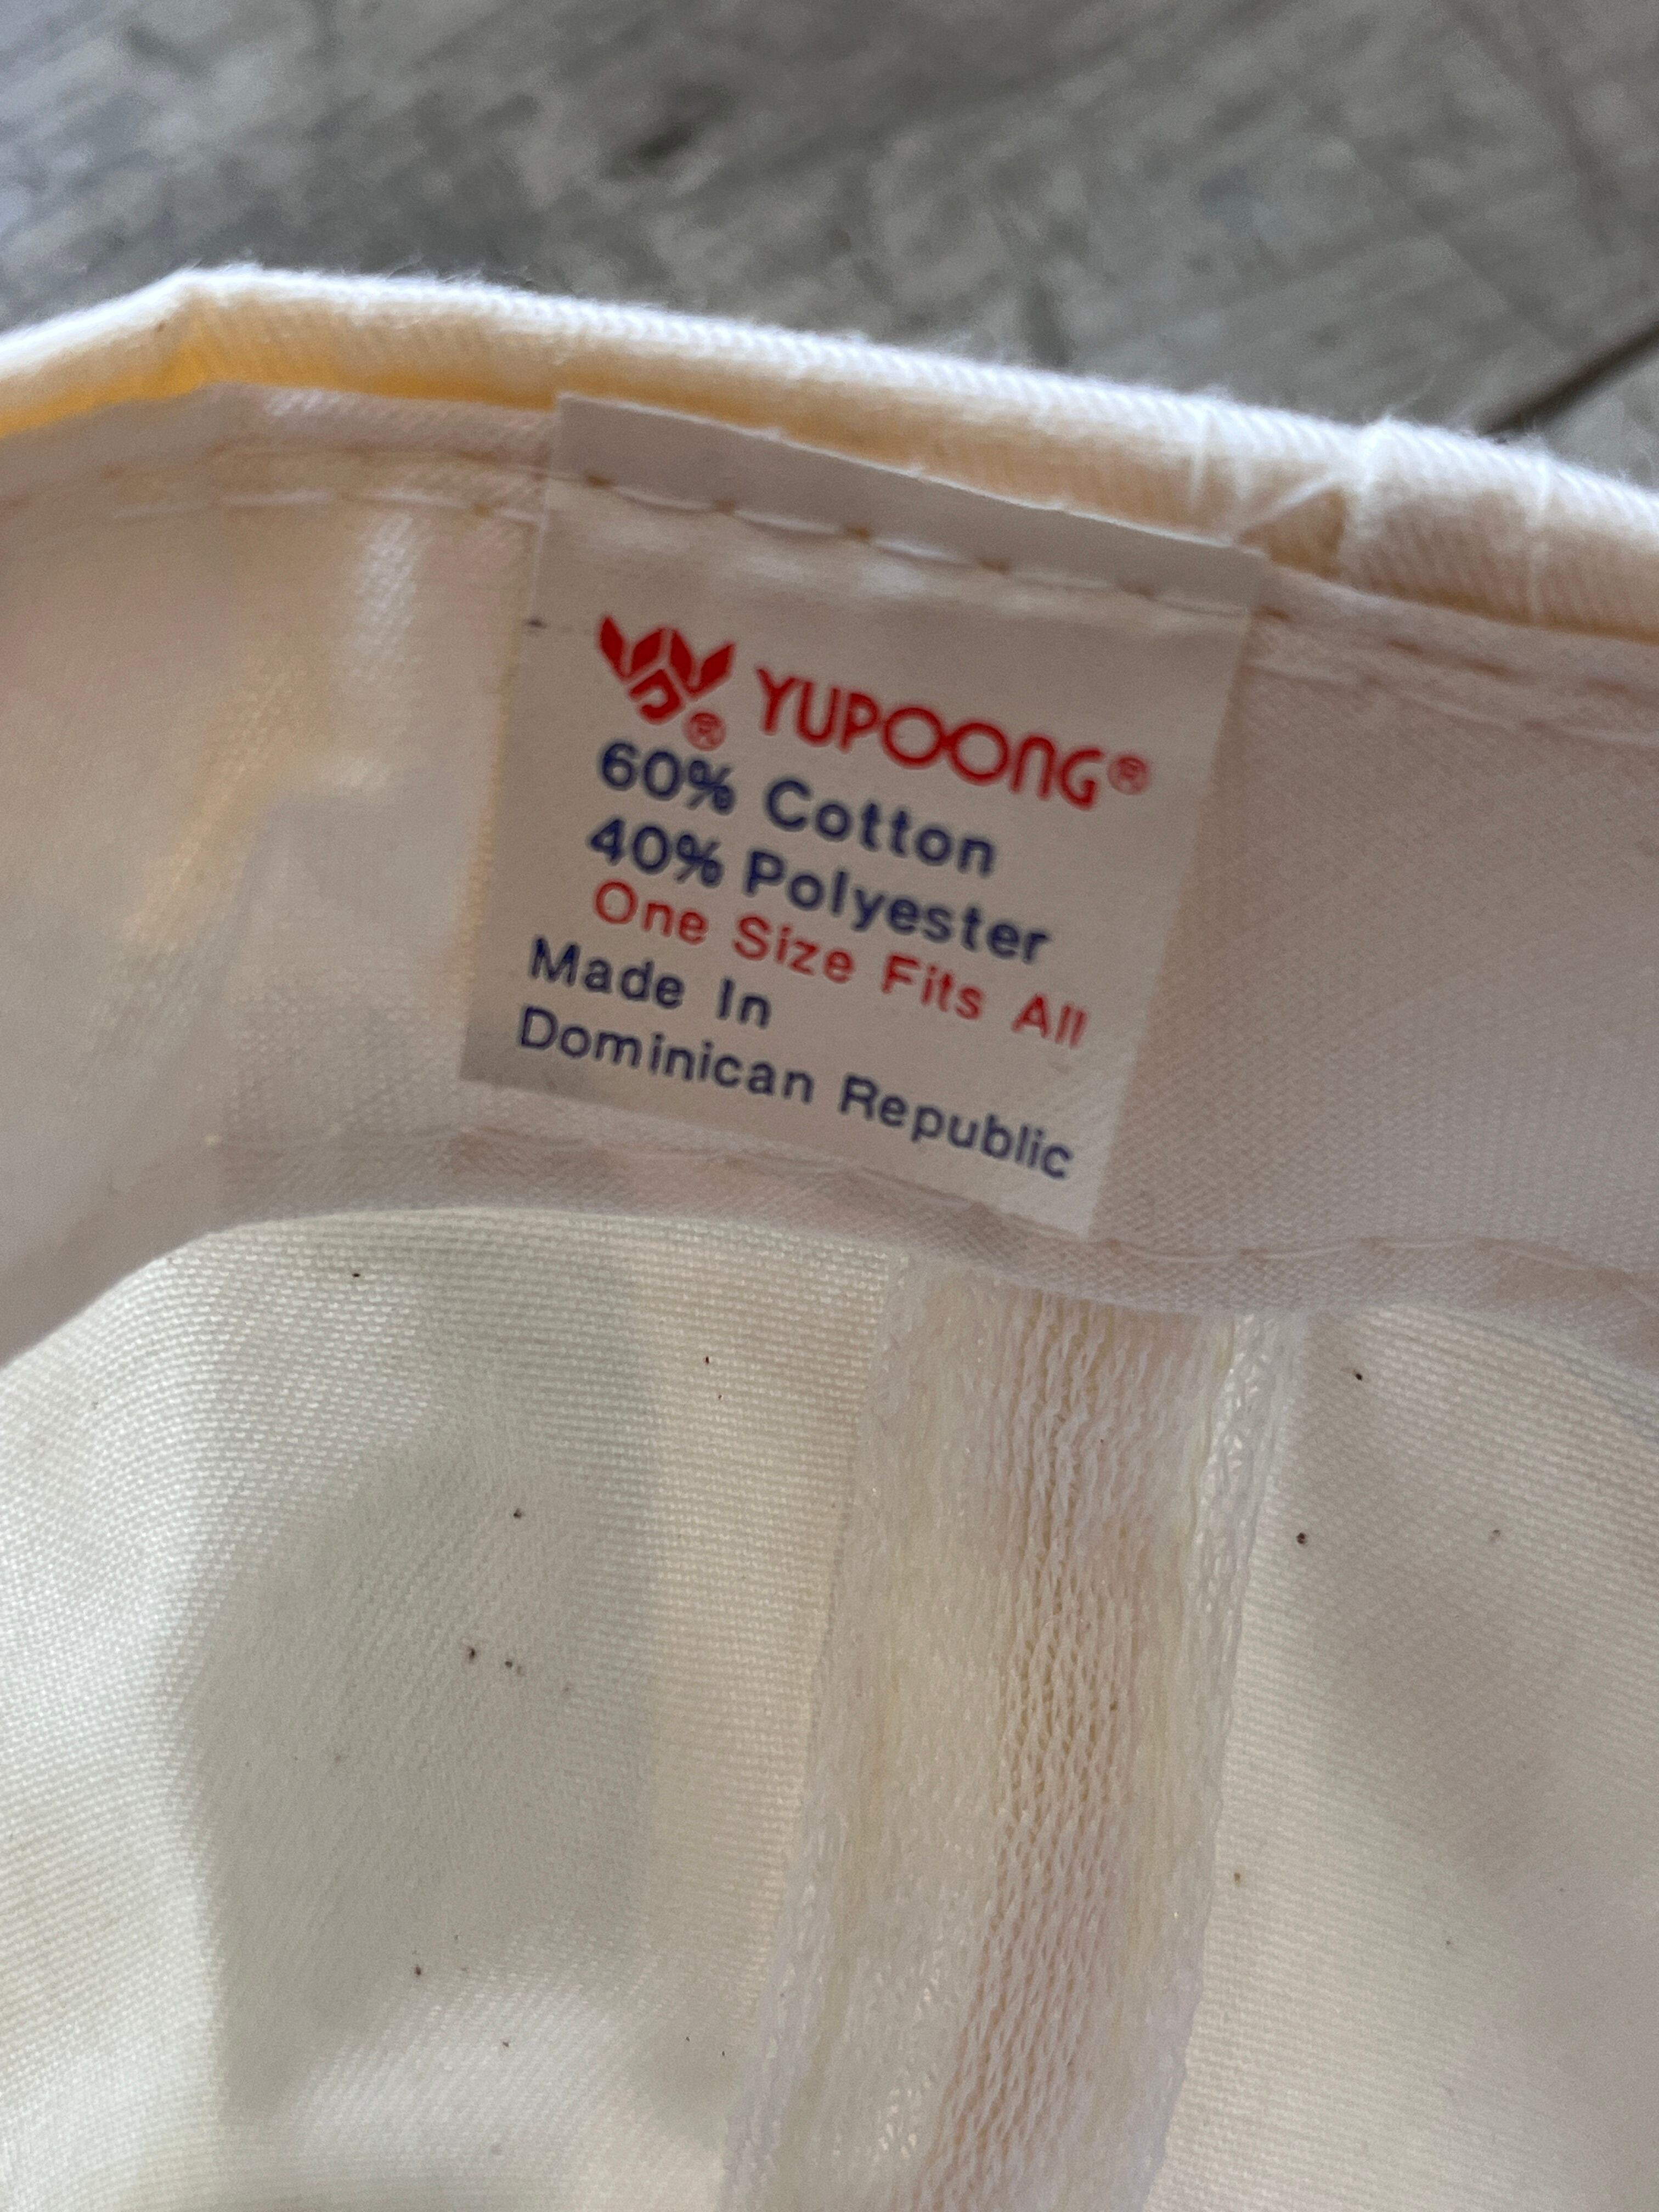 ® YUPOONG®
60% Cotton
40% Polyester
One Size Fits All
Made In
Dominican Republic